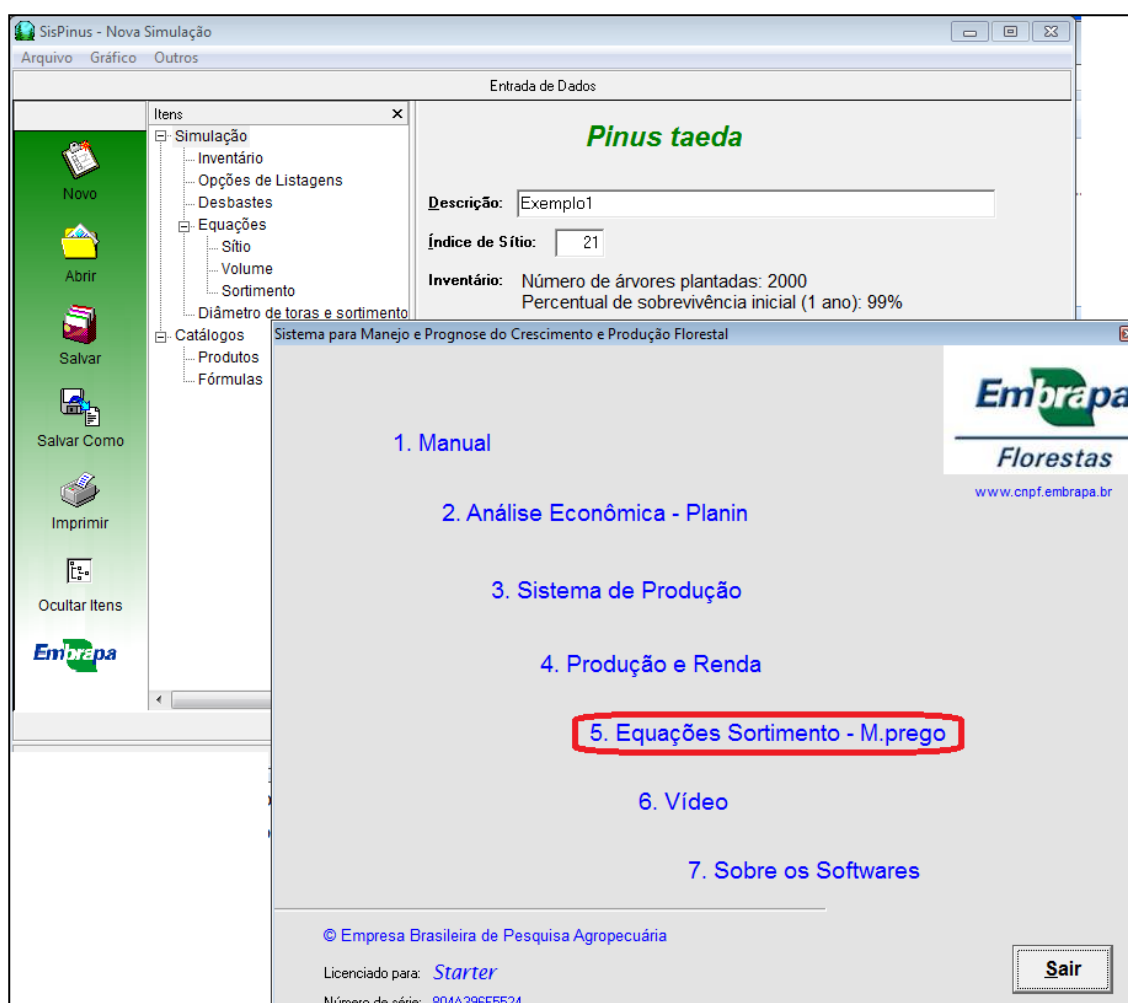 SisPinus - Nova Simulação
Arquivo Gráfico Outros
Entrada de Dados
Novo
Abrir
Salvar
Salvar Como
Imprimir
Ocultar Itens
Embrapa
Itens
Simulação
Inventário
Opções de Listagens
Desbastes
Equações
Sítio
Volume
Sortimento
Diâmetro de toras e sortimento
Catálogos
Produtos
Fórmulas
Pinus taeda
Descrição: Exemplo1
Índice de Sítio: 21
Inventário: Número de árvores plantadas: 2000
Percentual de sobrevivência inicial (1 ano): 99%
Sistema para Manejo e Prognose do Crescimento e Produção Florestal
Embrapa
Florestas
www.cnpf.embrapa.br
1. Manual
2. Análise Econômica - Planin
3. Sistema de Produção
4. Produção e Renda
5. Equações Sortimento - M.prego
6. Vídeo
7. Sobre os Softwares
© Empresa Brasileira de Pesquisa Agropecuária
Licenciado para: Starter
Número de série:
Sair